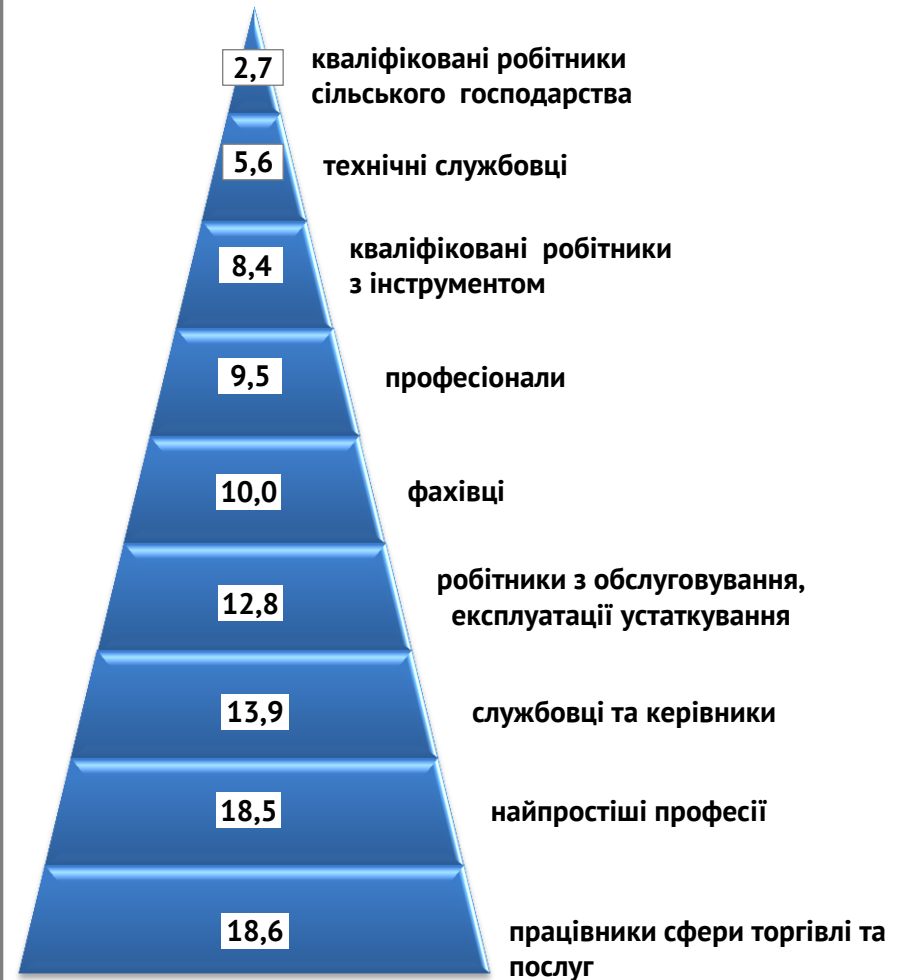 2,7
кваліфіковані робітники
сільського господарства
5,6
технічні службовці
8,4
кваліфіковані робітники
з інструментом
9,5
професіонали
10,0
фахівці
12,8
робітники з обслуговування,
експлуатації устаткування
13,9
службовці та керівники
18,5
найпростіші професії
18,6
працівники сфери торгівлі та
послуг